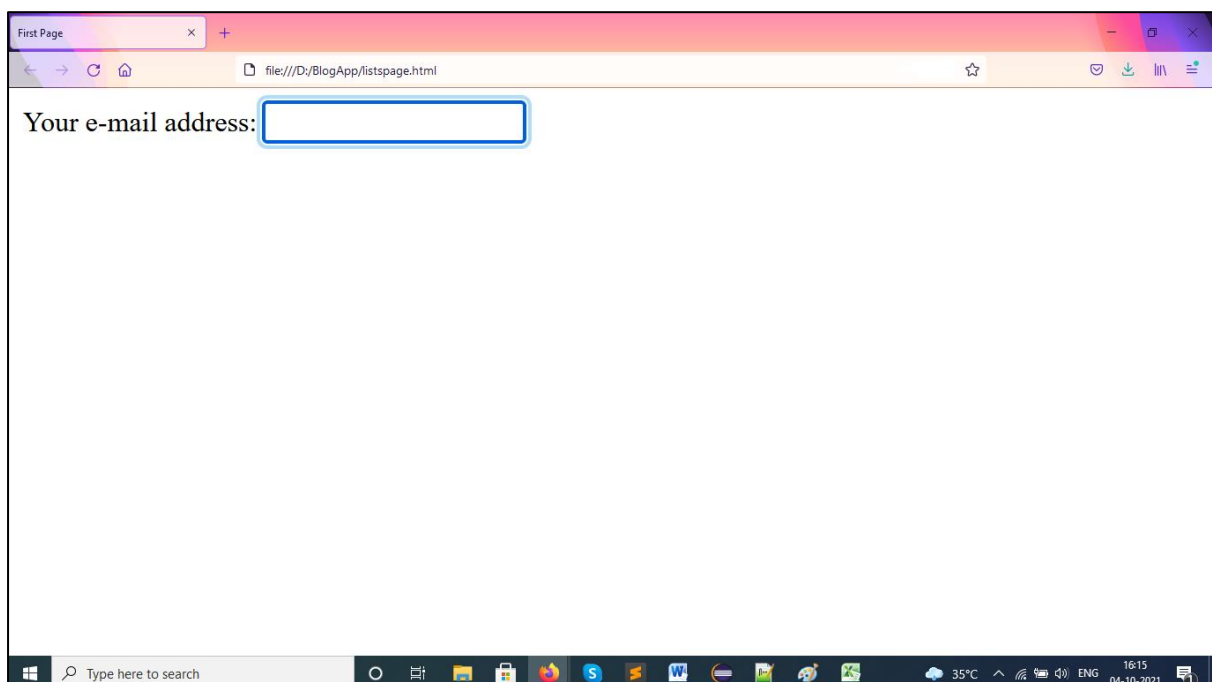 First Page
file:///D:/BlogApp/listspage.html
Your e-mail address:
Type here to search
S
W
35°C
ENG
16:15
04-10-2021
1